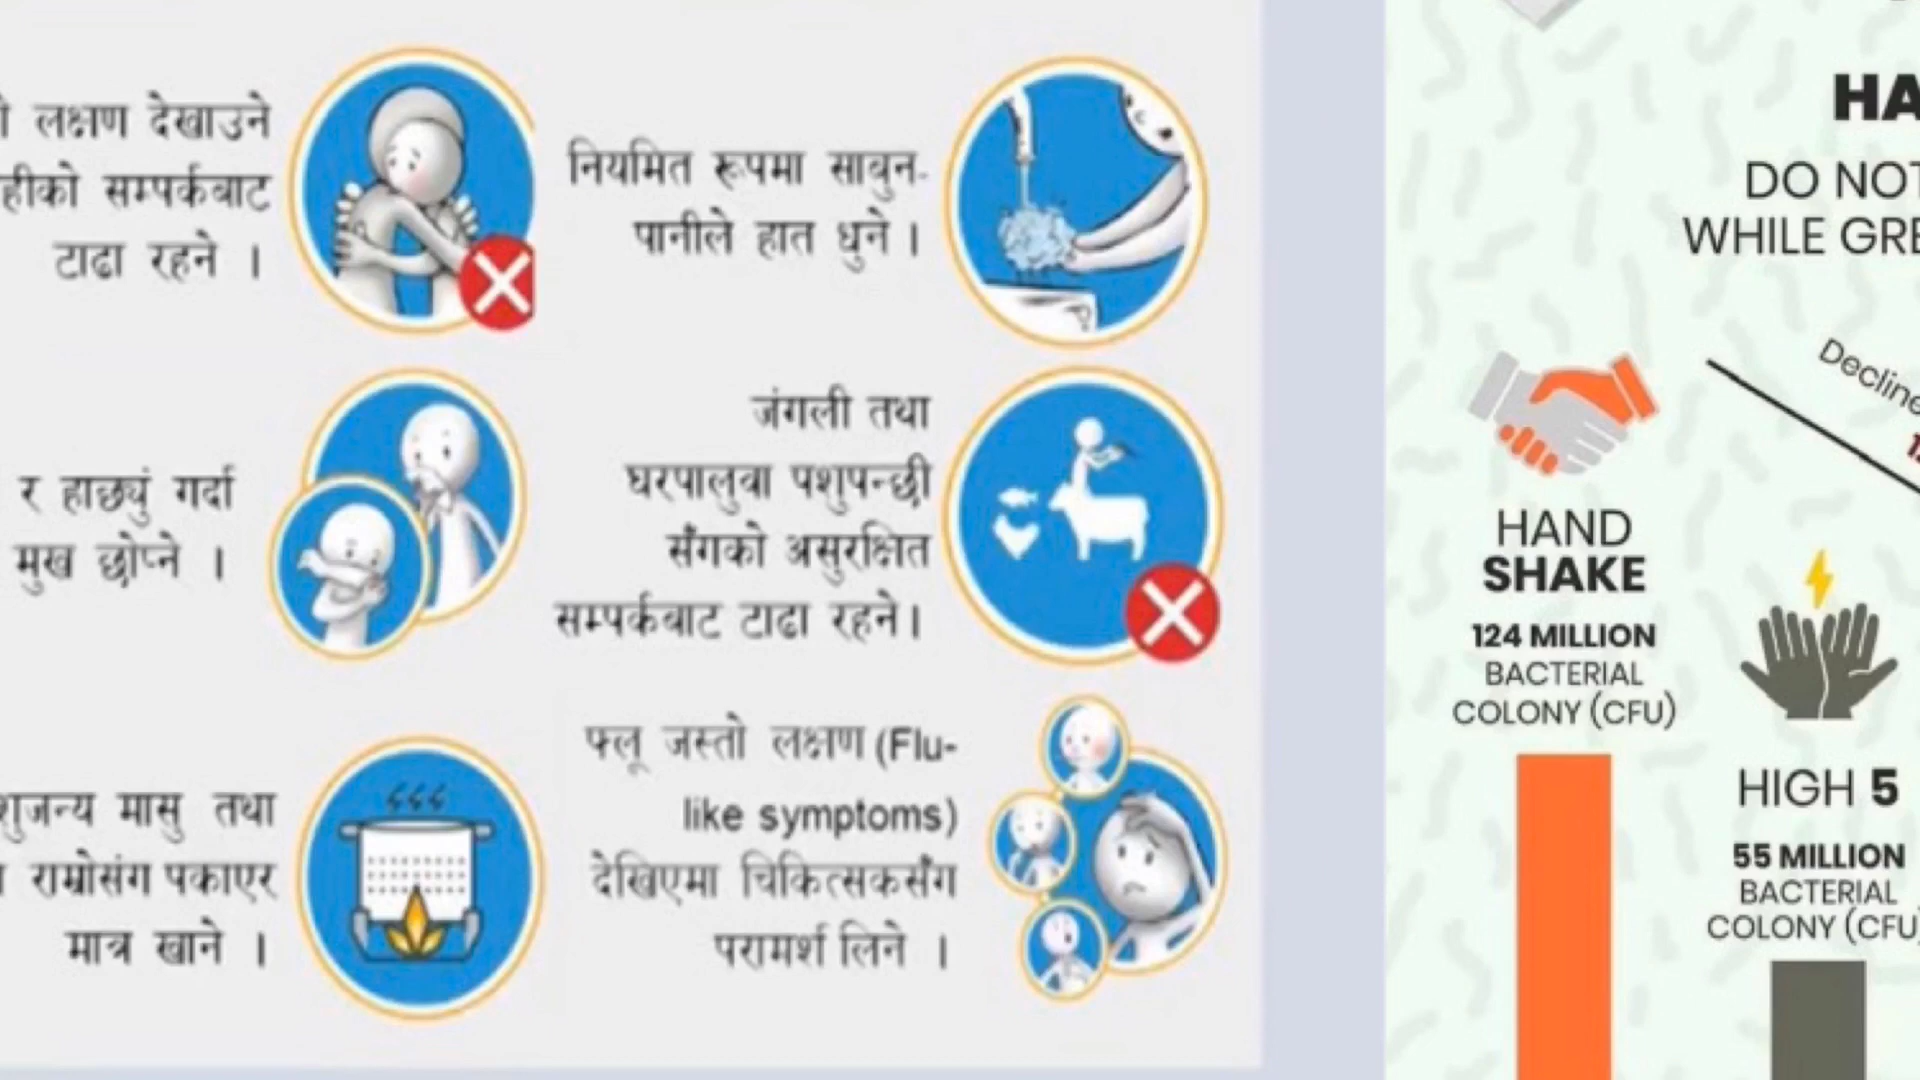 लक्षण देखाउने
सम्पर्कबाट
टाढा रहने ।
नियमित रूपमा साबुन-
पानीले हात धुने ।
र हाछ्युं गर्दा
मुख छोप्ने ।
जंगली तथा
घरपालुवा पशुपन्छी
सँगको असुरक्षित
सम्पर्कबाट टाढा रहने।
मासु तथा
राम्रोसंग पकाएर
मात्र खाने ।
फ्लू जस्तो लक्षण (Flu-
like symptoms)
देखिएमा चिकित्सकसँग
परामर्श लिने ।
HA
DO NOT
WHILE GRE
Decline
HAND
SHAKE
124 MILLION
BACTERIAL
COLONY (CFU)
HIGH 5
55 MILLION
BACTERIAL
COLONY (CFU)